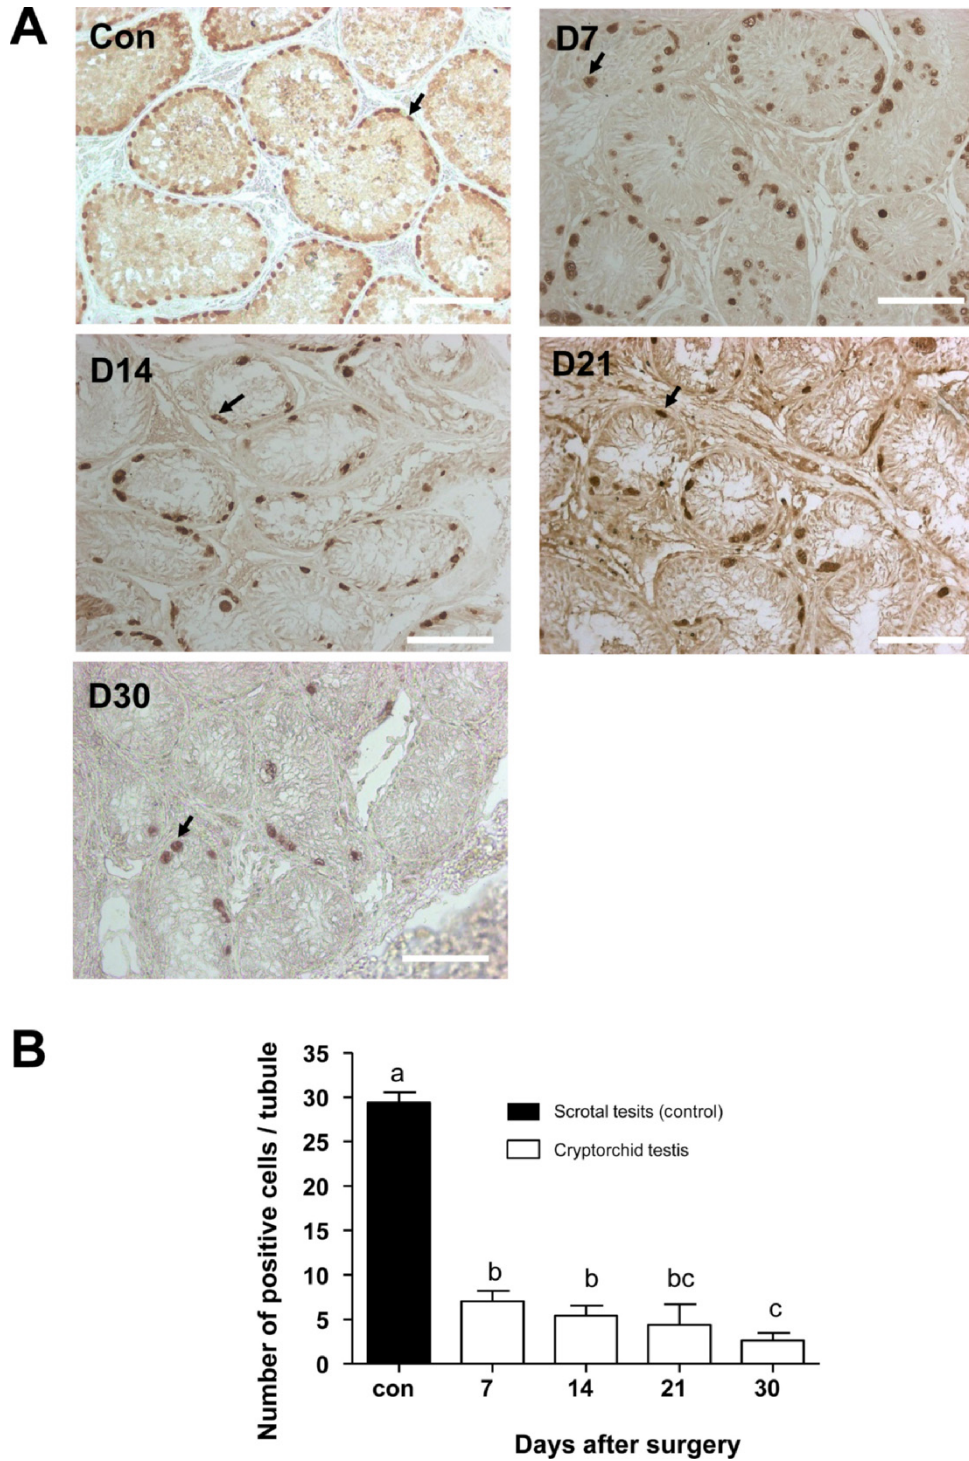 A
Con
D7
D14
D21
D30
B
Number of positive cells / tubule
35
30
25
20
15
10
5
0
a
b
b
bc
c
Scrotal tesits (control)
Cryptorchid testis
con 7 14 21 30
Days after surgery